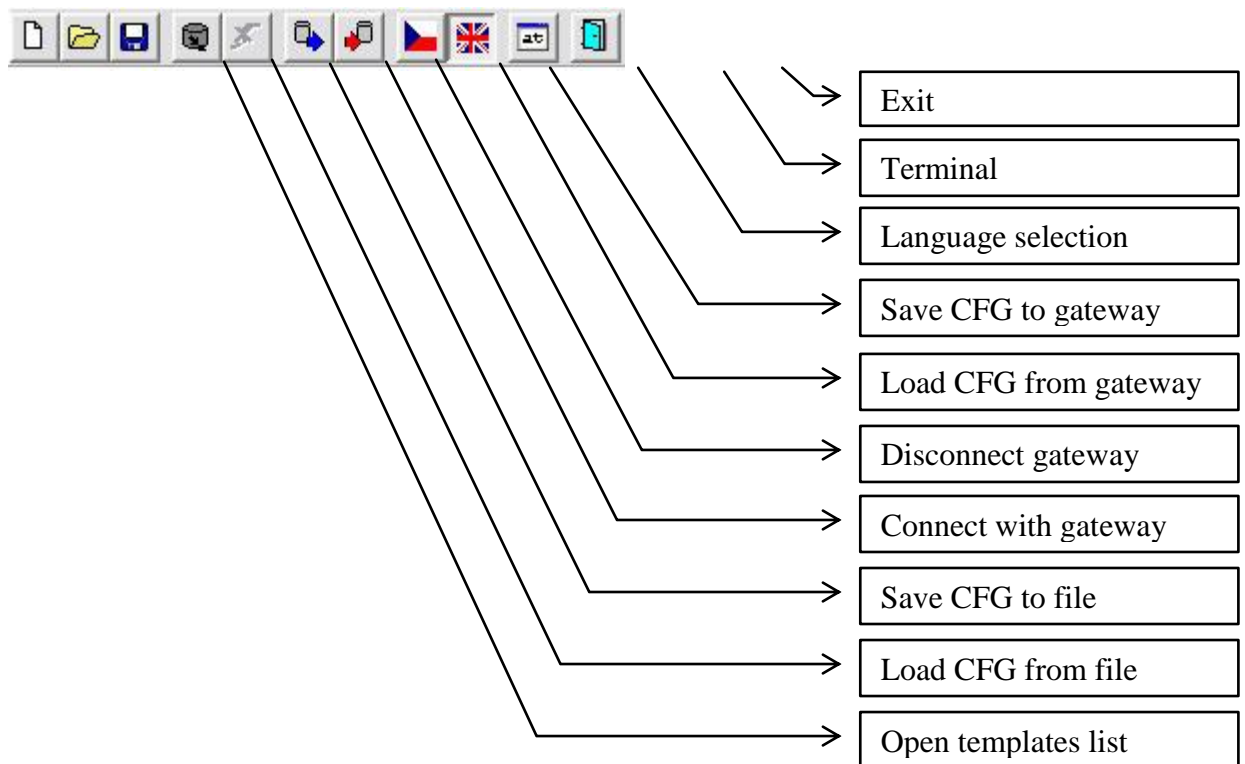 at
Exit
Terminal
Language selection
Save CFG to gateway
Load CFG from gateway
Disconnect gateway
Connect with gateway
Save CFG to file
Load CFG from file
Open templates list